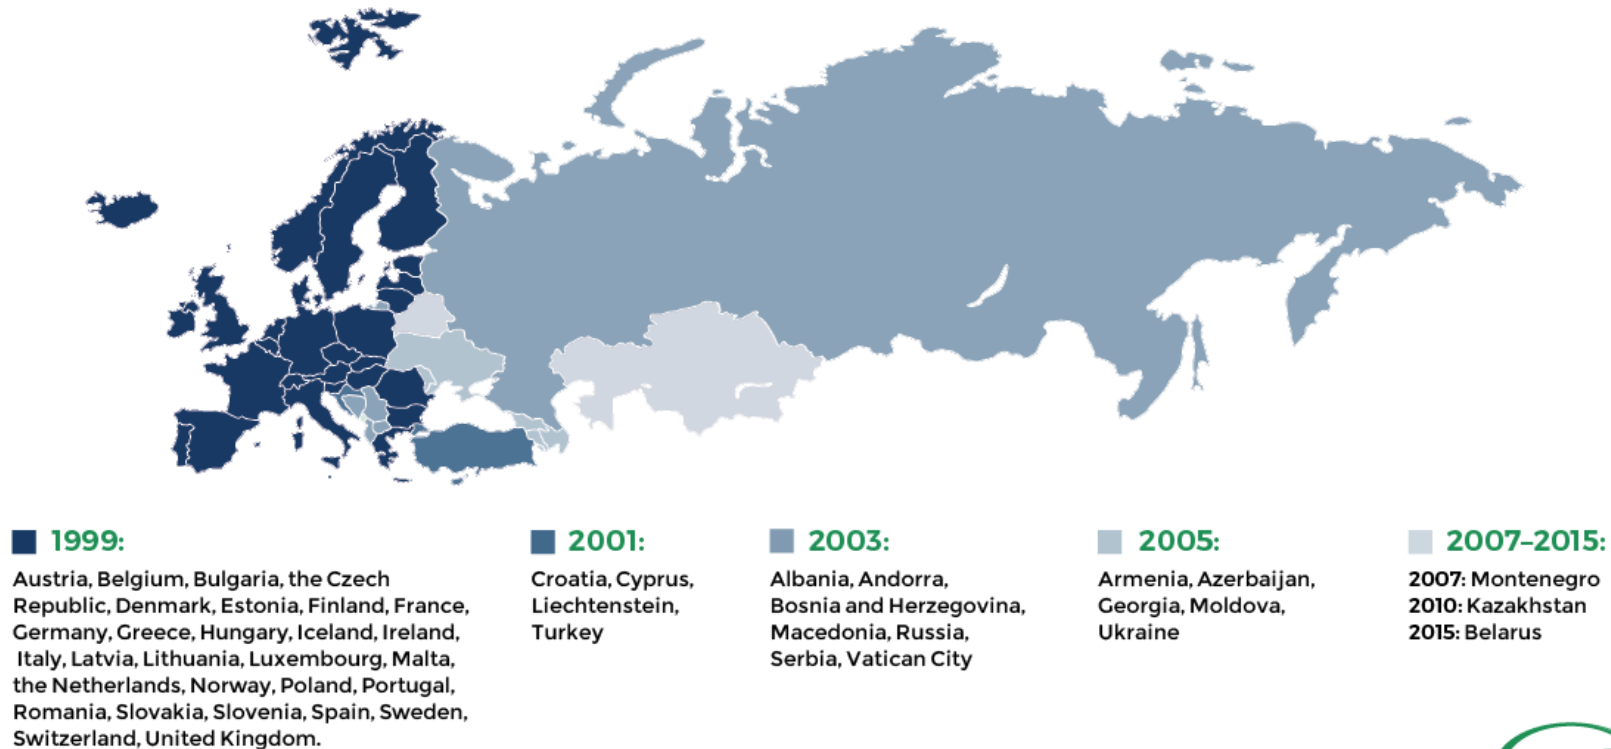 1999:
Austria, Belgium, Bulgaria, the Czech
Republic, Denmark, Estonia, Finland, France,
Germany, Greece, Hungary, Iceland, Ireland,
Italy, Latvia, Lithuania, Luxembourg, Malta,
the Netherlands, Norway, Poland, Portugal,
Romania, Slovakia, Slovenia, Spain, Sweden,
Switzerland, United Kingdom.
2001:
Croatia, Cyprus,
Liechtenstein,
Turkey
2003:
Albania, Andorra,
Bosnia and Herzegovina,
Macedonia, Russia,
Serbia, Vatican City
2005:
Armenia, Azerbaijan,
Georgia, Moldova,
Ukraine
2007–2015:
2007: Montenegro
2010: Kazakhstan
2015: Belarus